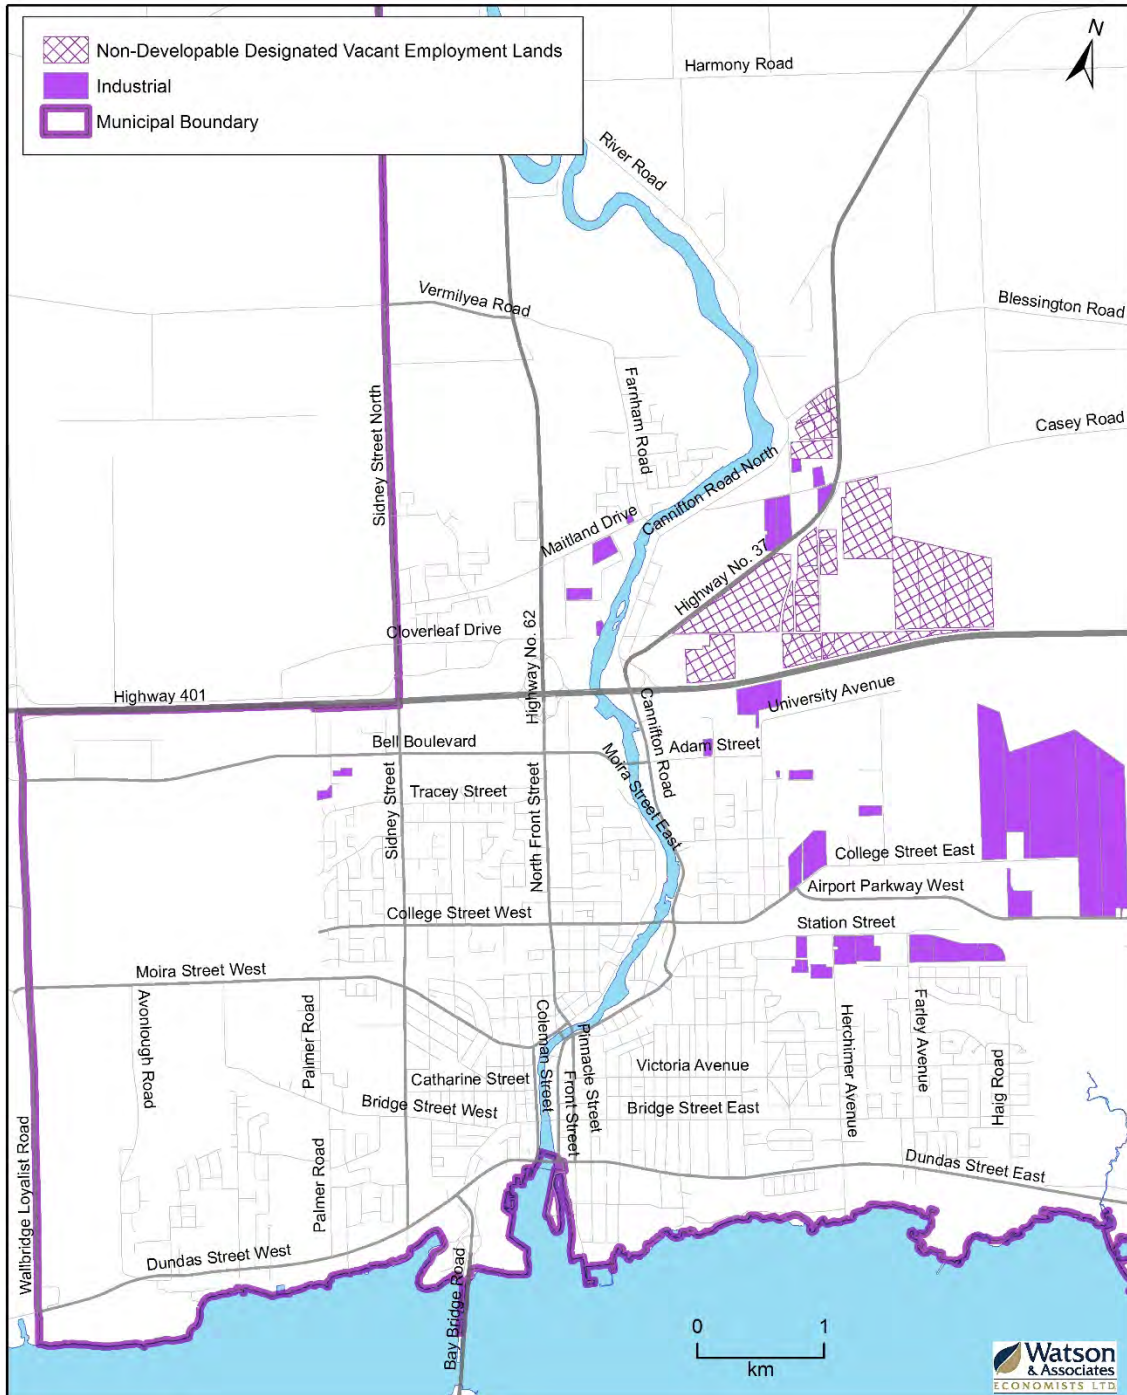 Non-Developable Designated Vacant Employment Lands
Industrial
Municipal Boundary
N
Harmony Road
River Road
Vermilyea Road
Blessington Road
Farnham Road
Casey Road
Sidney Street North
Cannifton Road North
Maitland Drive
Highway No. 37
Cloverleaf Drive
Highway No. 62
Highway 401
University Avenue
Cannifton Road
Bell Boulevard
Adam Street
Moira Street East
Tracey Street
Sidney Street
North Front Street
College Street East
Airport Parkway West
College Street West
Station Street
Moira Street West
Avonlough Road
Palmer Road
Coleman Street
Pinnacle Street
Front Street
Herchimer Avenue
Farley Avenue
Haig Road
Victoria Avenue
Catharine Street
Bridge Street West
Bridge Street East
Palmer Road
Wallbridge Loyalist Road
Dundas Street East
Dundas Street West
Bay Bridge Road
0 1
km
Watson
& Associates
ECONOMISTS LTD.